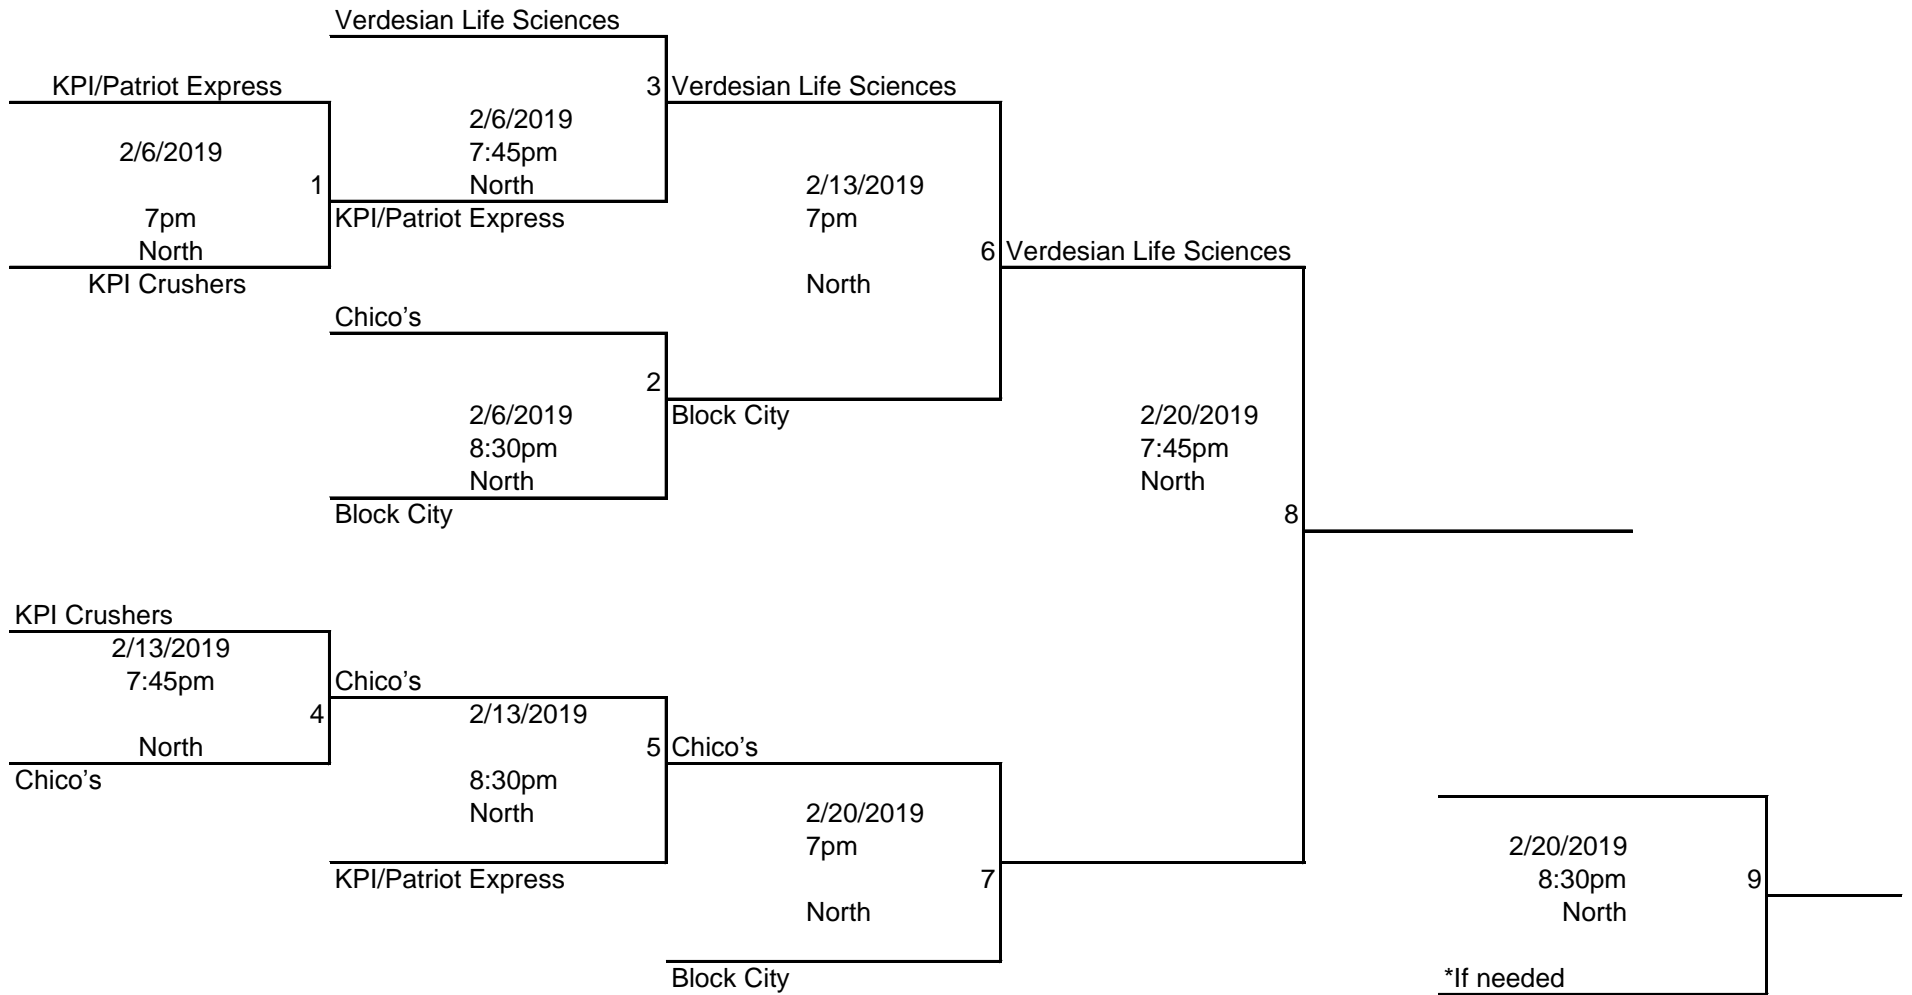 Verdesian Life Sciences
KPI/Patriot Express
3
Verdesian Life Sciences
2/6/2019
2/6/2019
7:45pm
1
North
2/13/2019
7pm
KPI/Patriot Express
7pm
North
6
Verdesian Life Sciences
KPI Crushers
North
Chico's
2
2/6/2019
Block City
2/20/2019
8:30pm
7:45pm
North
North
Block City
8
KPI Crushers
2/13/2019
7:45pm
Chico's
4
2/13/2019
North
5
Chico's
Chico's
8:30pm
North
2/20/2019
7pm
2/20/2019
KPI/Patriot Express
7
8:30pm
9
North
North
Block City
*If needed